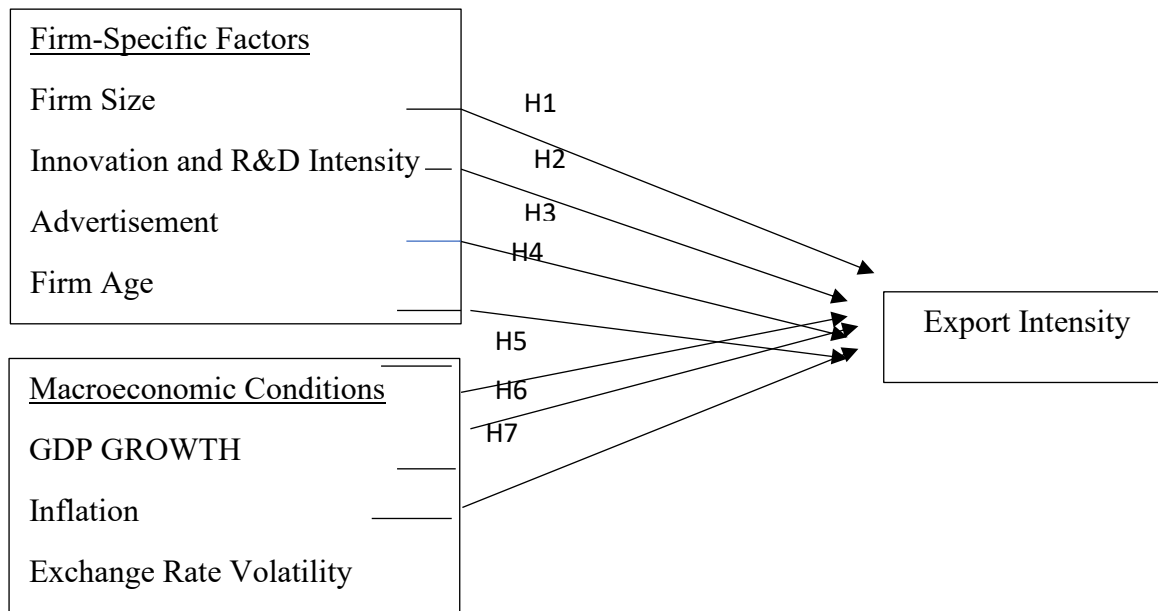 Firm-Specific Factors
Firm Size
H1
Innovation and R&D Intensity
H2
Advertisement
H3
Firm Age
H4
Export Intensity
H5
Macroeconomic Conditions
H6
GDP GROWTH
H7
Inflation
Exchange Rate Volatility